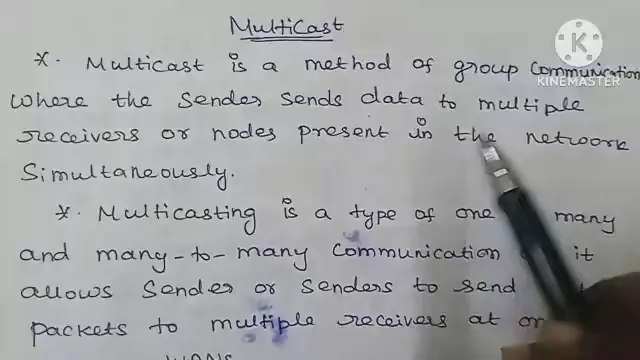 Multicast
*. Multicast is a method of group communication
where the sender sends data to multiple
receivers or nodes present in the network
simultaneously.
*. Multicasting is a type of one many
and many-to-many communication it
allows sender or senders to send
packets to multiple receivers at
WANS
K
KINEMASTER